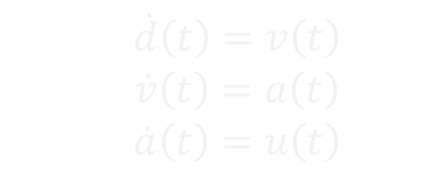 ḋ(t) = v(t)
v̇(t) = a(t)
ȧ(t) = u(t)